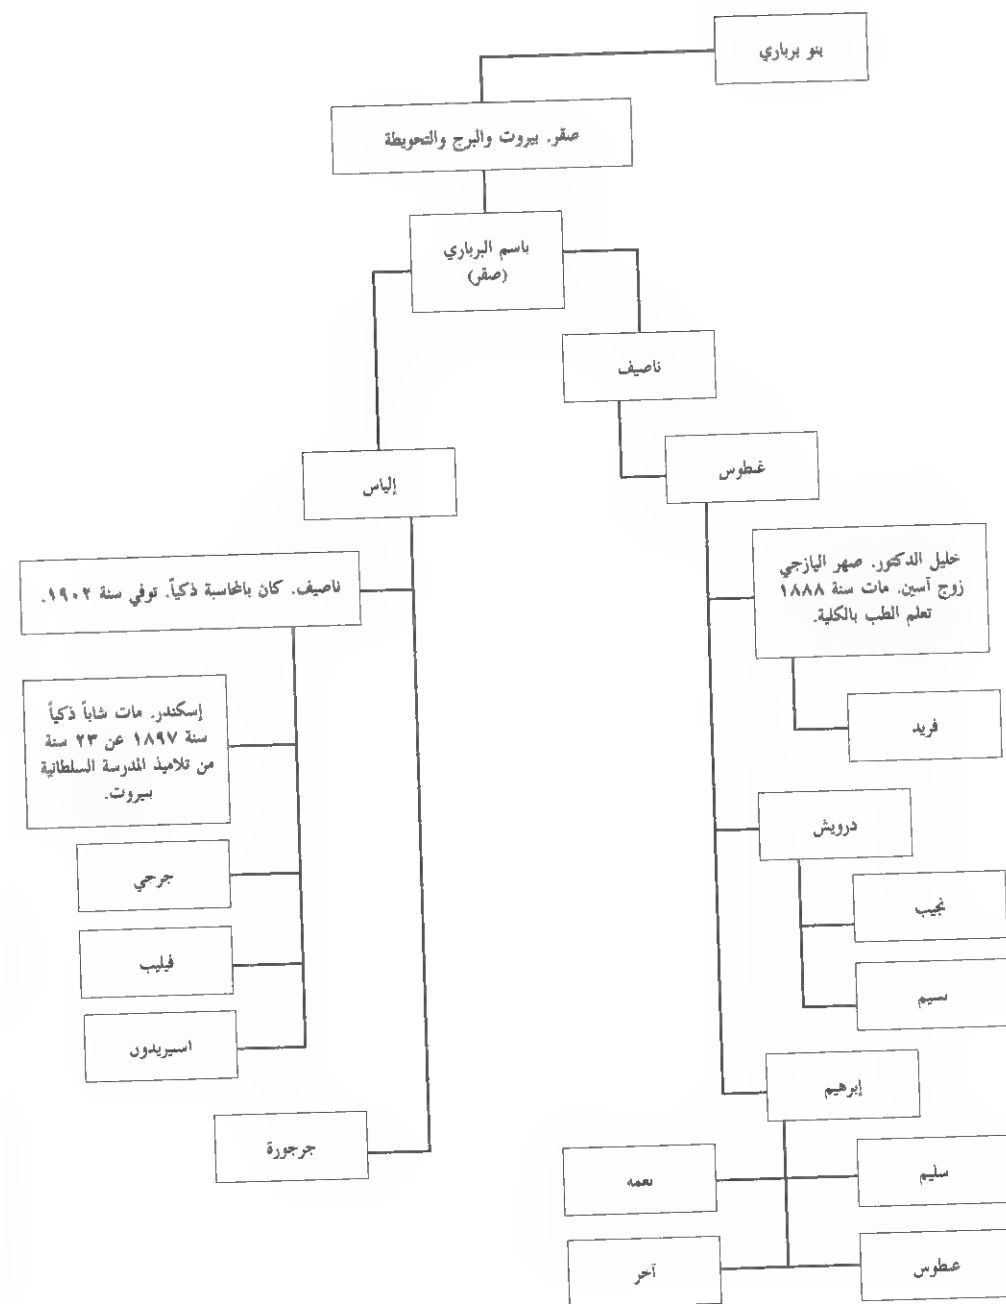 بنو برباري
صقر. بيروت والبرج والتحويطة
باسم البرباري
(صقر)
ناصيف
غطوس
إلياس
خليل الدكتور. صهر اليازجي
زوج آسين. مات سنة ١٨٨٨
تعلم الطب بالكلية.
فريد
ناصيف. كان بالمحاسبة ذكياً. توفي سنة ١٩٠٢.
إسكندر. مات شاباً ذكياً
سنة ١٨٩٧ عن ٢٣ سنة
من تلاميذ المدرسة السلطانية
ببيروت.
درويش
جرجي
نجيب
فيليب
نسيم
اسبيريدون
إبرهيم
جرجورة
سليم
نعمه
غطوس
آخر